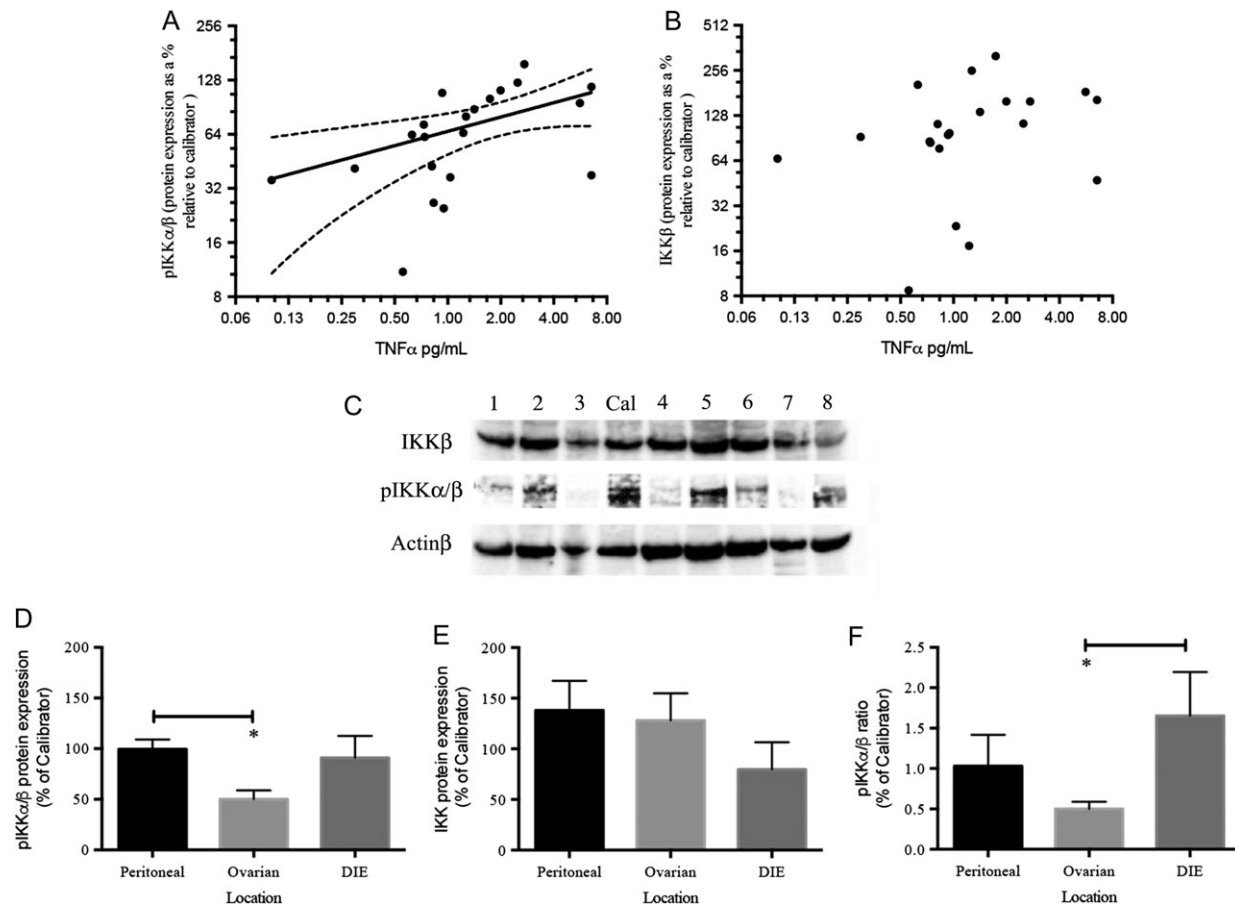 A
pIKKα/β (protein expression as a %
relative to calibrator )
256
128
64
32
16
8
0.06
0.13
0.25
0.50
1.00
2.00
4.00
8.00
TNFα pg/mL
B
IKKβ (protein expression as a %
relative to calibrator )
512
256
128
64
32
16
8
0.06
0.13
0.25
0.50
1.00
2.00
4.00
8.00
TNFα pg/mL
C
1 2 3 Cal 4 5 6 7 8
IKKβ
pIKKα/β
Actinβ
D
pIKKα/β protein expression
(% of Calibrator)
200
150
100
50
0
*
Peritoneal
Ovarian
DIE
Location
E
IKK protein expression
(% of Calibrator)
200
150
100
50
0
Peritoneal
Ovarian
DIE
Location
F
pIKKα/β ratio
(% of Calibrator)
2.5
2.0
1.5
1.0
0.5
0.0
*
Peritoneal
Ovarian
DIE
Location